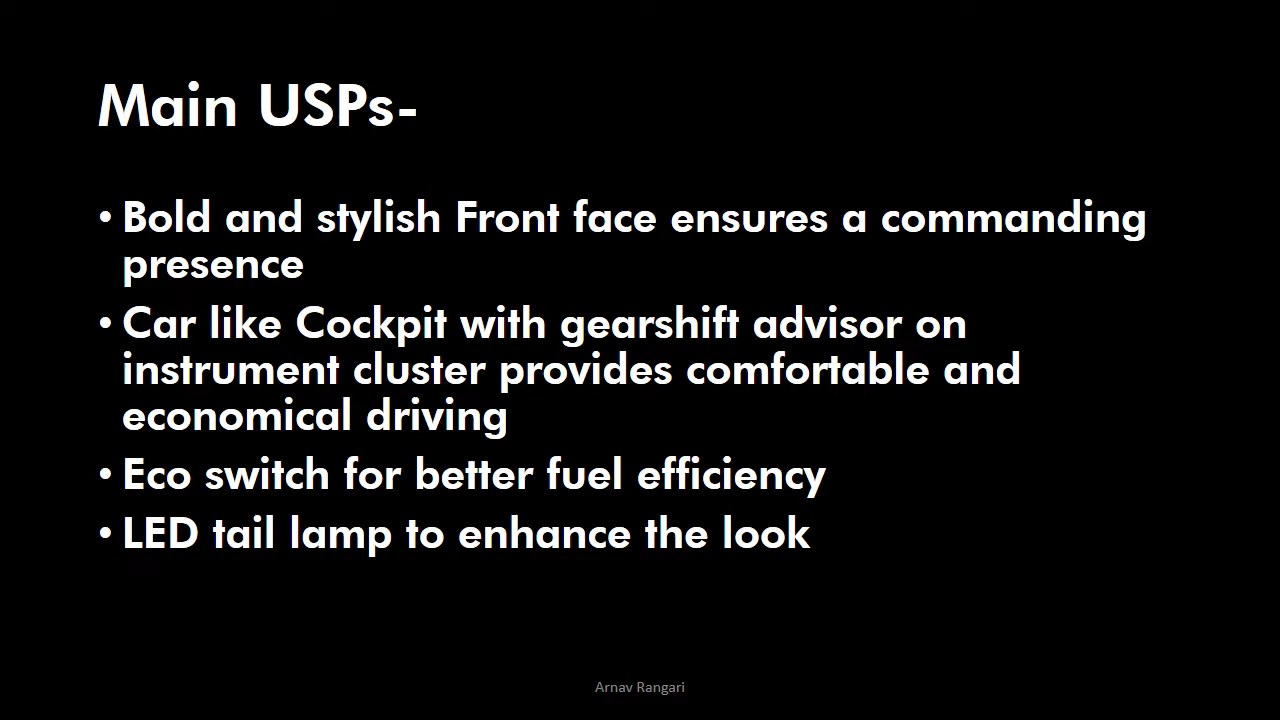 Main USPs-
• Bold and stylish Front face ensures a commanding
presence
• Car like Cockpit with gearshift advisor on
instrument cluster provides comfortable and
economical driving
• Eco switch for better fuel efficiency
• LED tail lamp to enhance the look
Arnav Rangari